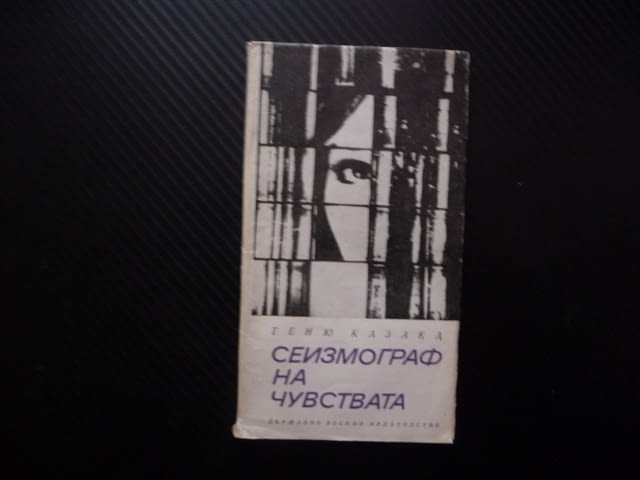 ТЕНЮ КАЗАКА
СЕИЗМОГРАФ
НА
ЧУВСТВАТА
ДЪРЖАВНО ВОЕННО ИЗДАТЕЛСТВО